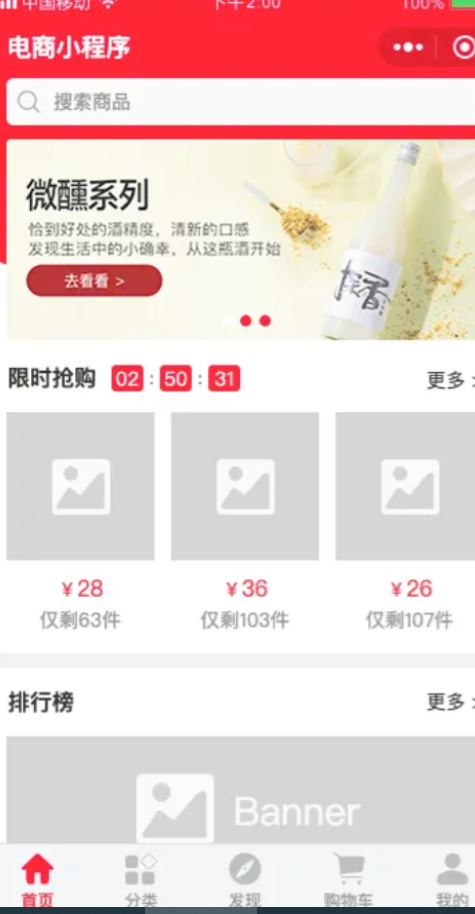 中国移动 下午2:00 100%
电商小程序
搜索商品
微醺系列
恰到好处的酒精度，清新的口感
发现生活中的小确幸，从这瓶酒开始
去看看 >
限时抢购 02 : 50 : 31 更多
¥28 ¥36 ¥26
仅剩63件 仅剩103件 仅剩107件
排行榜 更多
Banner
首页 分类 发现 购物车 我的